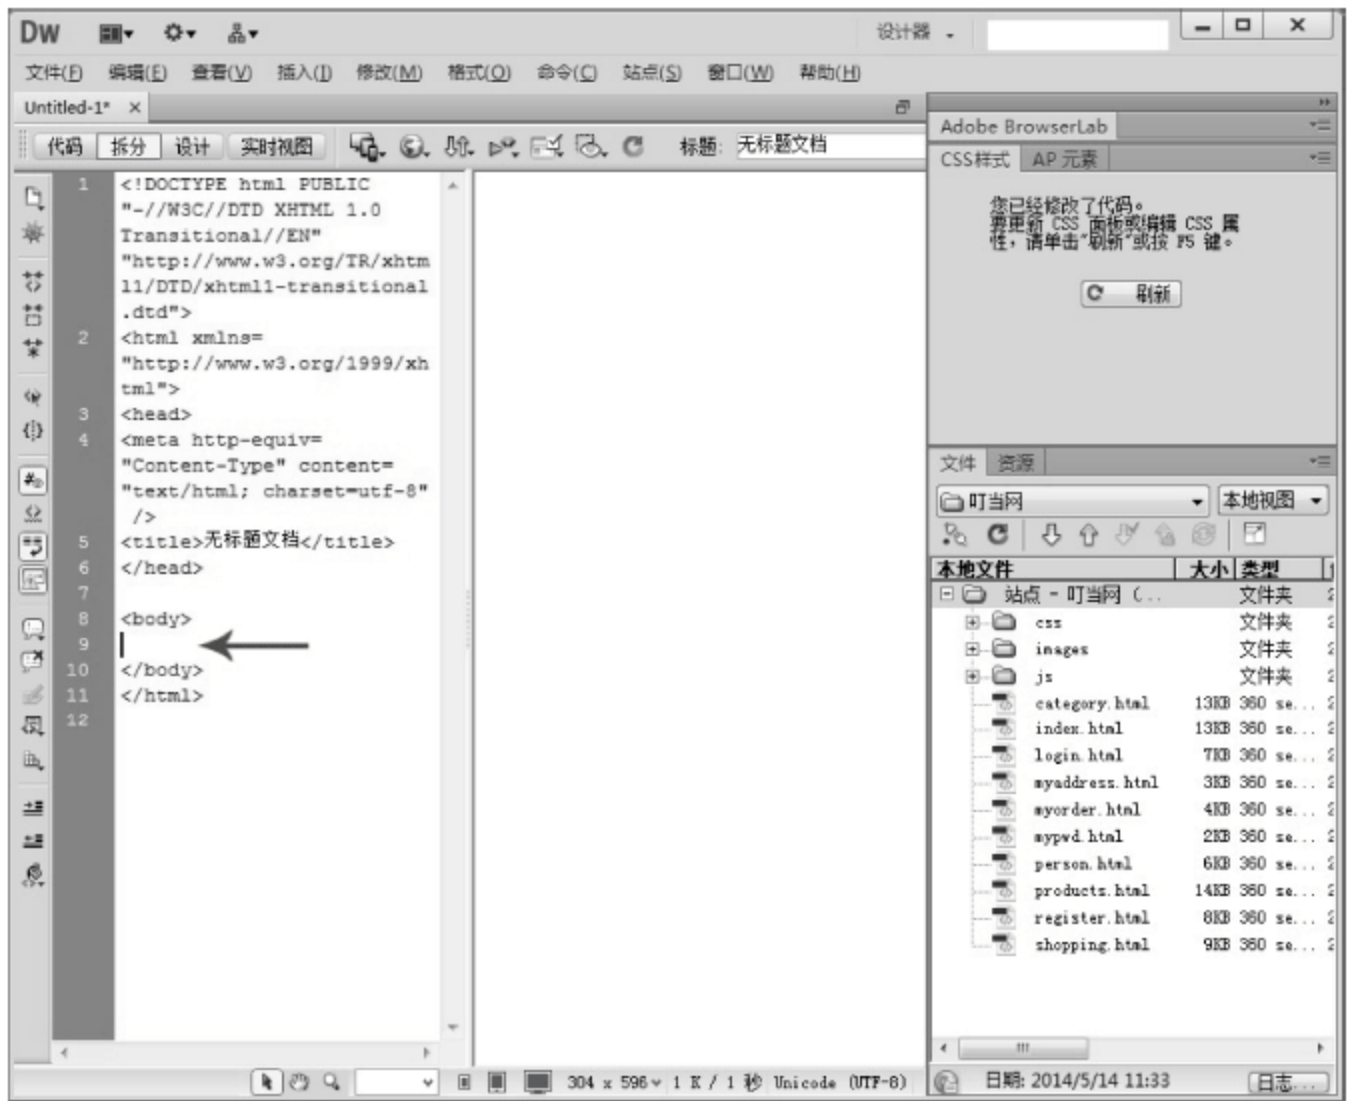 Dw
设计器
文件(F) 编辑(E) 查看(V) 插入(I) 修改(M) 格式(O) 命令(C) 站点(S) 窗口(W) 帮助(H)
Untitled-1* ×
代码 拆分 设计 实时视图 标题: 无标题文档
1 <!DOCTYPE html PUBLIC
"-//W3C//DTD XHTML 1.0
Transitional//EN"
"http://www.w3.org/TR/xhtm
l1/DTD/xhtml1-transitional
.dtd">
2 <html xmlns=
"http://www.w3.org/1999/xh
tml">
3 <head>
4 <meta http-equiv=
"Content-Type" content=
"text/html; charset=utf-8"
/>
5 <title>无标题文档</title>
6 </head>
7
8 <body>
9
10 </body>
11 </html>
12
304 x 596 1 K / 1 秒 Unicode (UTF-8)
Adobe BrowserLab
CSS样式 AP 元素
您已经修改了代码。
要更新 CSS 面板或编辑 CSS 属
性，请单击"刷新"或按 F5 键。
刷新
文件 资源
叮当网 本地视图
本地文件 大小 类型
站点 - 叮当网 (... 文件夹
css 文件夹
images 文件夹
js 文件夹
category.html 13KB 360 se...
index.html 13KB 360 se...
login.html 7KB 360 se...
myaddress.html 3KB 360 se...
myorder.html 4KB 360 se...
mypwd.html 2KB 360 se...
person.html 6KB 360 se...
products.html 14KB 360 se...
register.html 8KB 360 se...
shopping.html 9KB 360 se...
日期: 2014/5/14 11:33 日志...